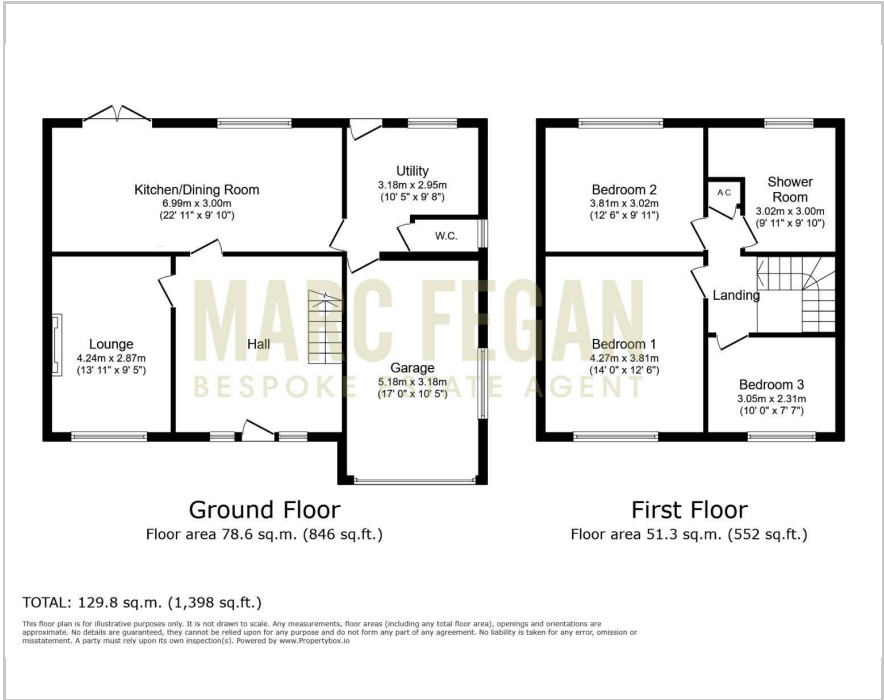 Kitchen/Dining Room
6.99m x 3.00m
(22' 11" x 9' 10")
Utility
3.18m x 2.95m
(10' 5" x 9' 8")
W.C.
Lounge
4.24m x 2.87m
(13' 11" x 9' 5")
Hall
Garage
5.18m x 3.18m
(17' 0" x 10' 5")
Bedroom 2
3.81m x 3.02m
(12' 6" x 9' 11")
A C
Shower
Room
3.02m x 3.00m
(9' 11" x 9' 10")
Landing
Bedroom 1
4.27m x 3.81m
(14' 0" x 12' 6")
Bedroom 3
3.05m x 2.31m
(10' 0" x 7' 7")
MARC FEGAN
BESPOKE ESTATE AGENT
Ground Floor
Floor area 78.6 sq.m. (846 sq.ft.)
First Floor
Floor area 51.3 sq.m. (552 sq.ft.)
TOTAL: 129.8 sq.m. (1,398 sq.ft.)
This floor plan is for illustrative purposes only. It is not drawn to scale. Any measurements, floor areas (including any total floor area), openings and orientations are
approximate. No details are guaranteed, they cannot be relied upon for any purpose and do not form any part of any agreement. No liability is taken for any error, omission or
misstatement. A party must rely upon its own inspection(s). Powered by www.Propertybox.io